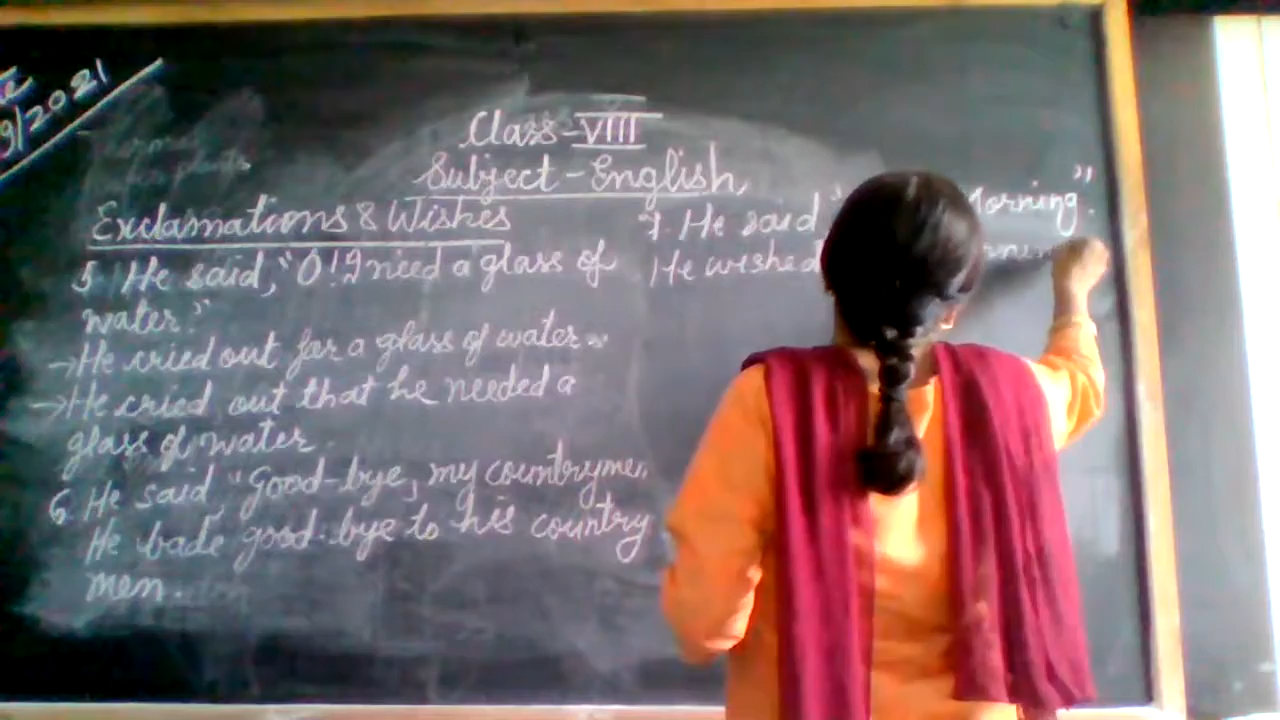 9/2021
Class-VIII
Subject-English
Exclamations & Wishes
5. He said, "O! I need a glass of
water."
→He cried out for a glass of water.
→He cried out that he needed a
glass of water.
6. He said, "Good-bye, my countrymen
He bade good-bye to his country
men.
7. He said "Morning".
He wished